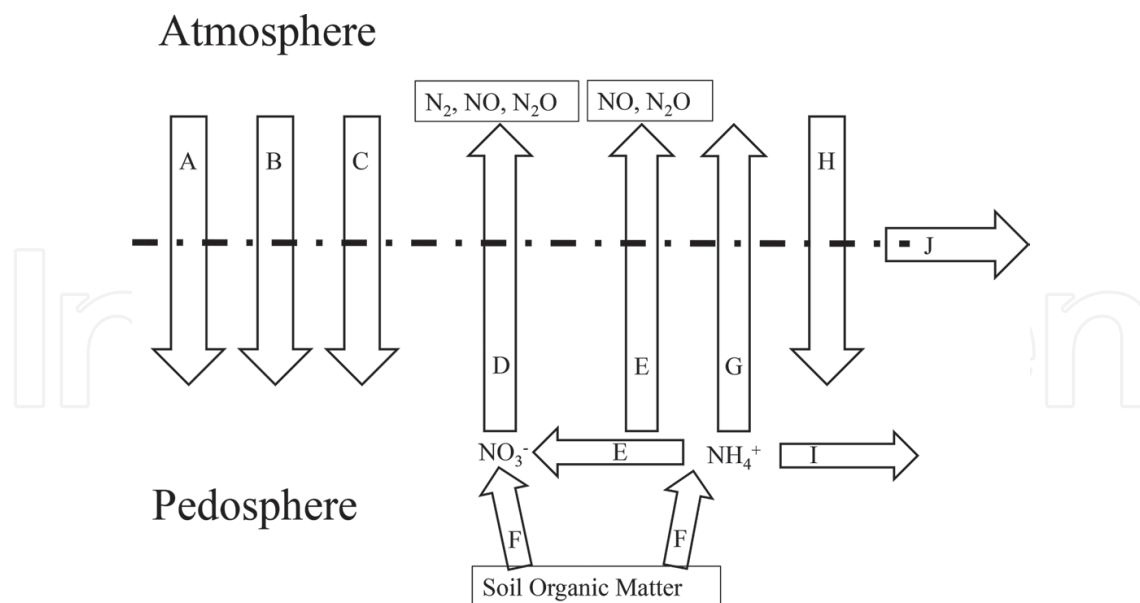 Atmosphere
N₂, NO, N₂O
NO, N₂O
A
B
C
H
J
D
E
G
NO₃⁻
E
NH₄⁺
I
Pedosphere
F
F
Soil Organic Matter